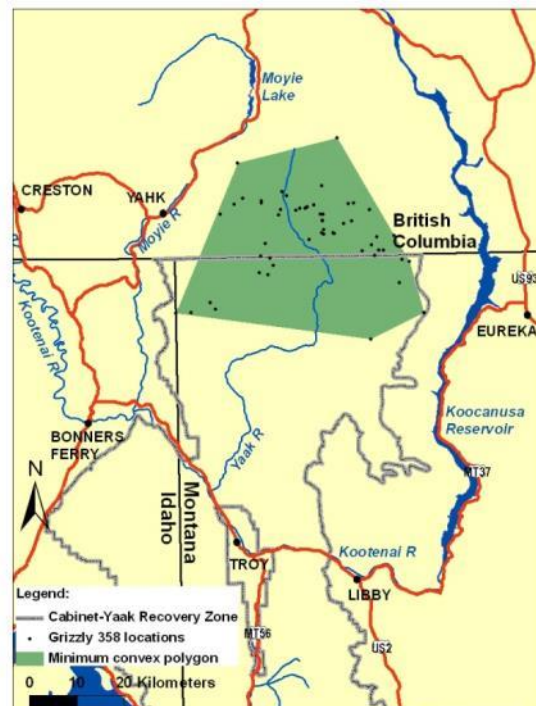 Moyie
Lake
CRESTON
YAHK
Moyie R
British
Columbia
Kootenai R
US93
EUREKA
Koocanusa
Reservoir
BONNERS
FERRY
Yaak R
N
Montana
Idaho
MT37
Kootenai R
TROY
LIBBY
Legend:
Cabinet-Yaak Recovery Zone
Grizzly 358 locations
Minimum convex polygon
MT56
US2
0 10 20 Kilometers